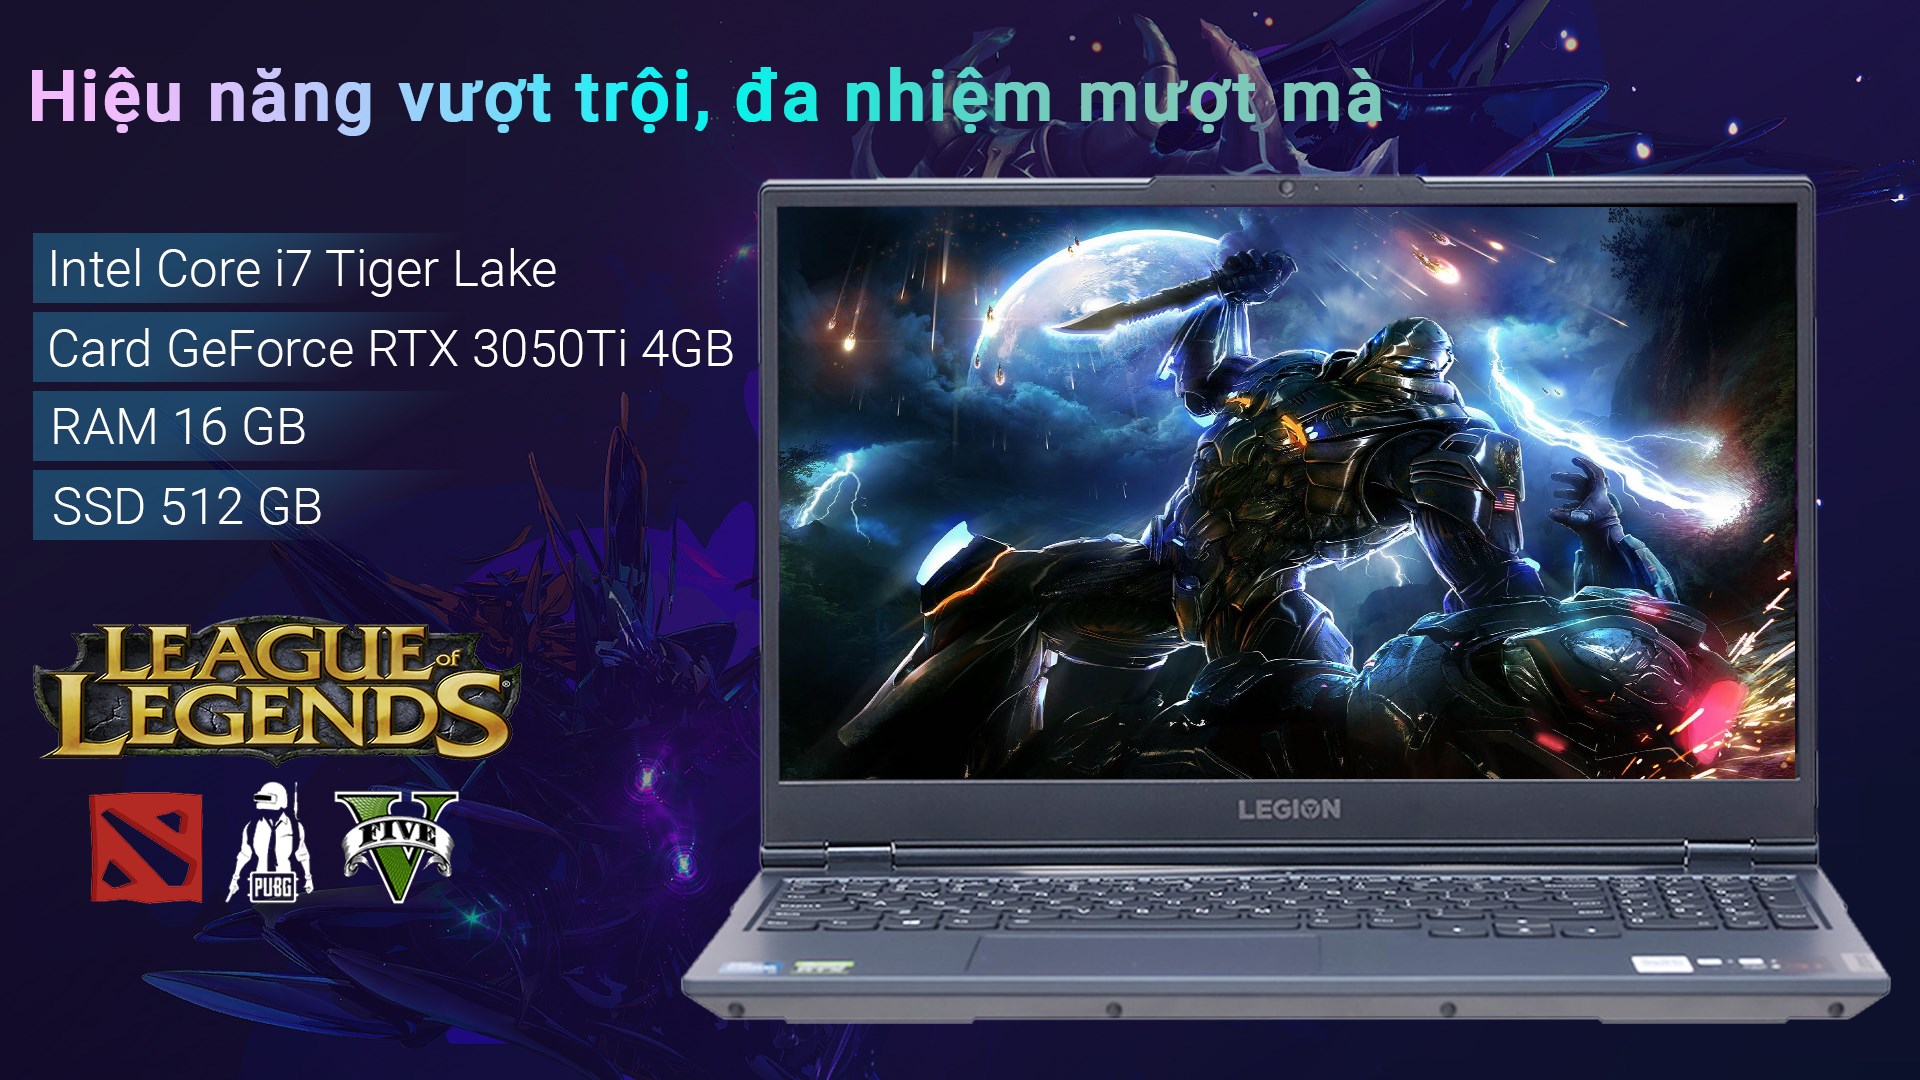 Hiệu năng vượt trội, đa nhiệm mượt mà
Intel Core i7 Tiger Lake
Card GeForce RTX 3050Ti 4GB
RAM 16 GB
SSD 512 GB
LEAGUE of
LEGENDS®
PUBG
V
FIVE
LEGION